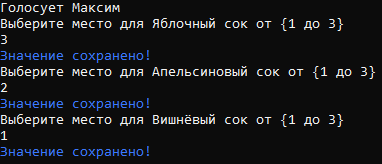 Голосует Максим
Выберите место для Яблочный сок от {1 до 3}
3
Значение сохранено!
Выберите место для Апельсиновый сок от {1 до 3}
2
Значение сохранено!
Выберите место для Вишнёвый сок от {1 до 3}
1
Значение сохранено!